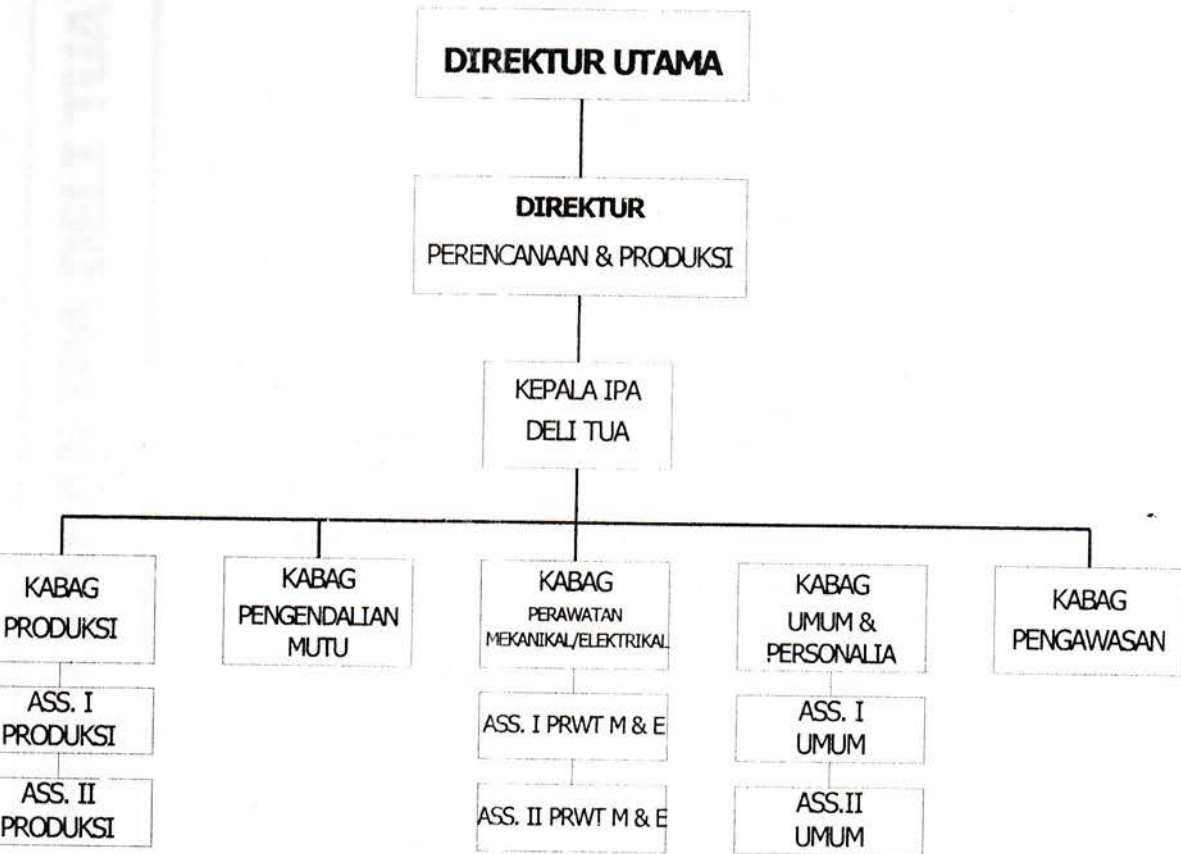 DIREKTUR UTAMA
DIREKTUR
PERENCANAAN & PRODUKSI
KEPALA IPA
DELI TUA
KABAG
PRODUKSI
KABAG
PENGENDALIAN
MUTU
KABAG
PERAWATAN
MEKANIKAL/ELEKTRIKAL
KABAG
UMUM &
PERSONALIA
KABAG
PENGAWASAN
ASS. I
PRODUKSI
ASS. I PRWT M & E
ASS. I
UMUM
ASS. II
PRODUKSI
ASS. II PRWT M & E
ASS.II
UMUM